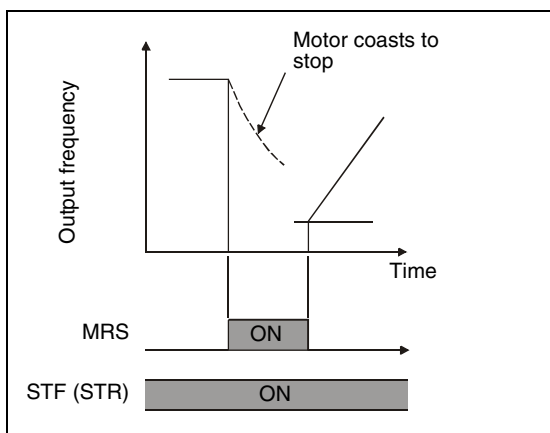 Motor coasts to
stop
Output frequency
Time
MRS
ON
STF (STR)
ON